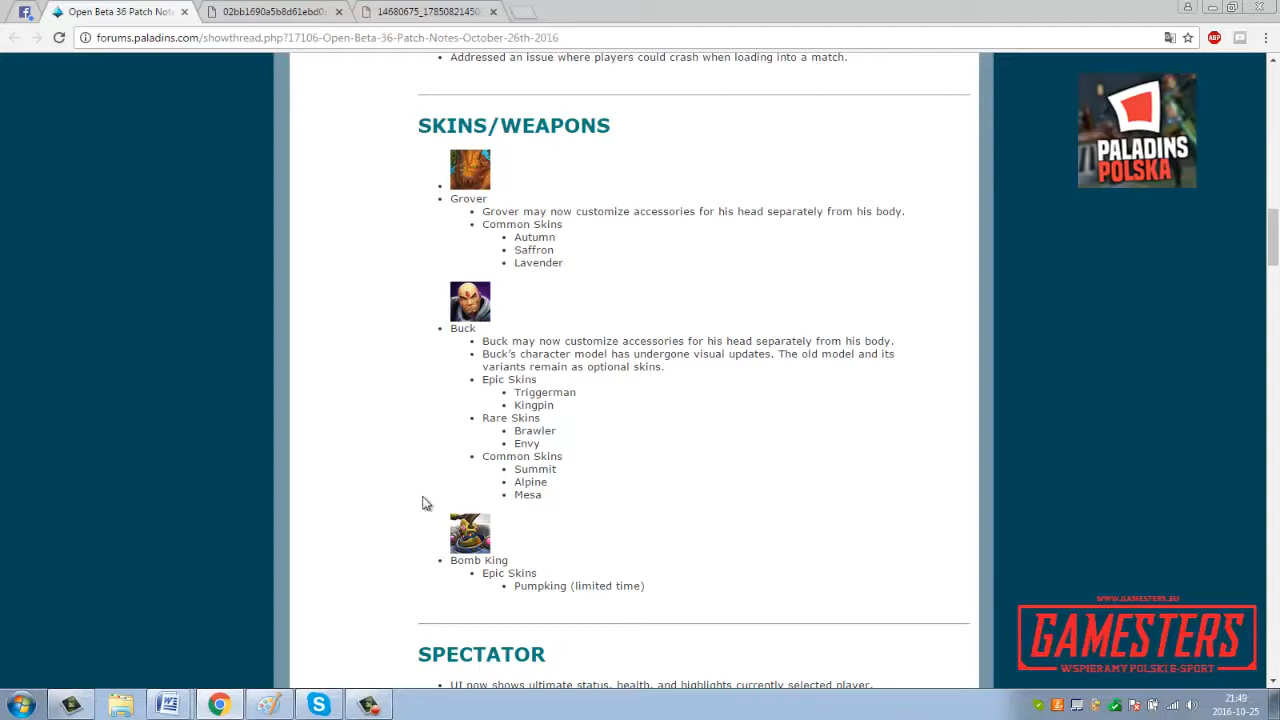 Open Beta 36 Patch Note
02bb1690a5b8d61ebd0
14680675_1785082145
forums.paladins.com/showthread.php?17106-Open-Beta-36-Patch-Notes-October-26th-2016
ABP
Addressed an issue where players could crash when loading into a match.
SKINS/WEAPONS
Grover
Grover may now customize accessories for his head separately from his body.
Common Skins
Autumn
Saffron
Lavender
Buck
Buck may now customize accessories for his head separately from his body.
Buck's character model has undergone visual updates. The old model and its
variants remain as optional skins.
Epic Skins
Triggerman
Kingpin
Rare Skins
Brawler
Envy
Common Skins
Summit
Alpine
Mesa
Bomb King
Epic Skins
Pumpking (limited time)
SPECTATOR
UI now shows ultimate status, health, and highlights currently selected player.
PALADINS
POLSKA
WWW.GAMESTERS.EU
GAMESTERS
WSPIERAMY POLSKI E-SPORT
21:49
2016-10-25